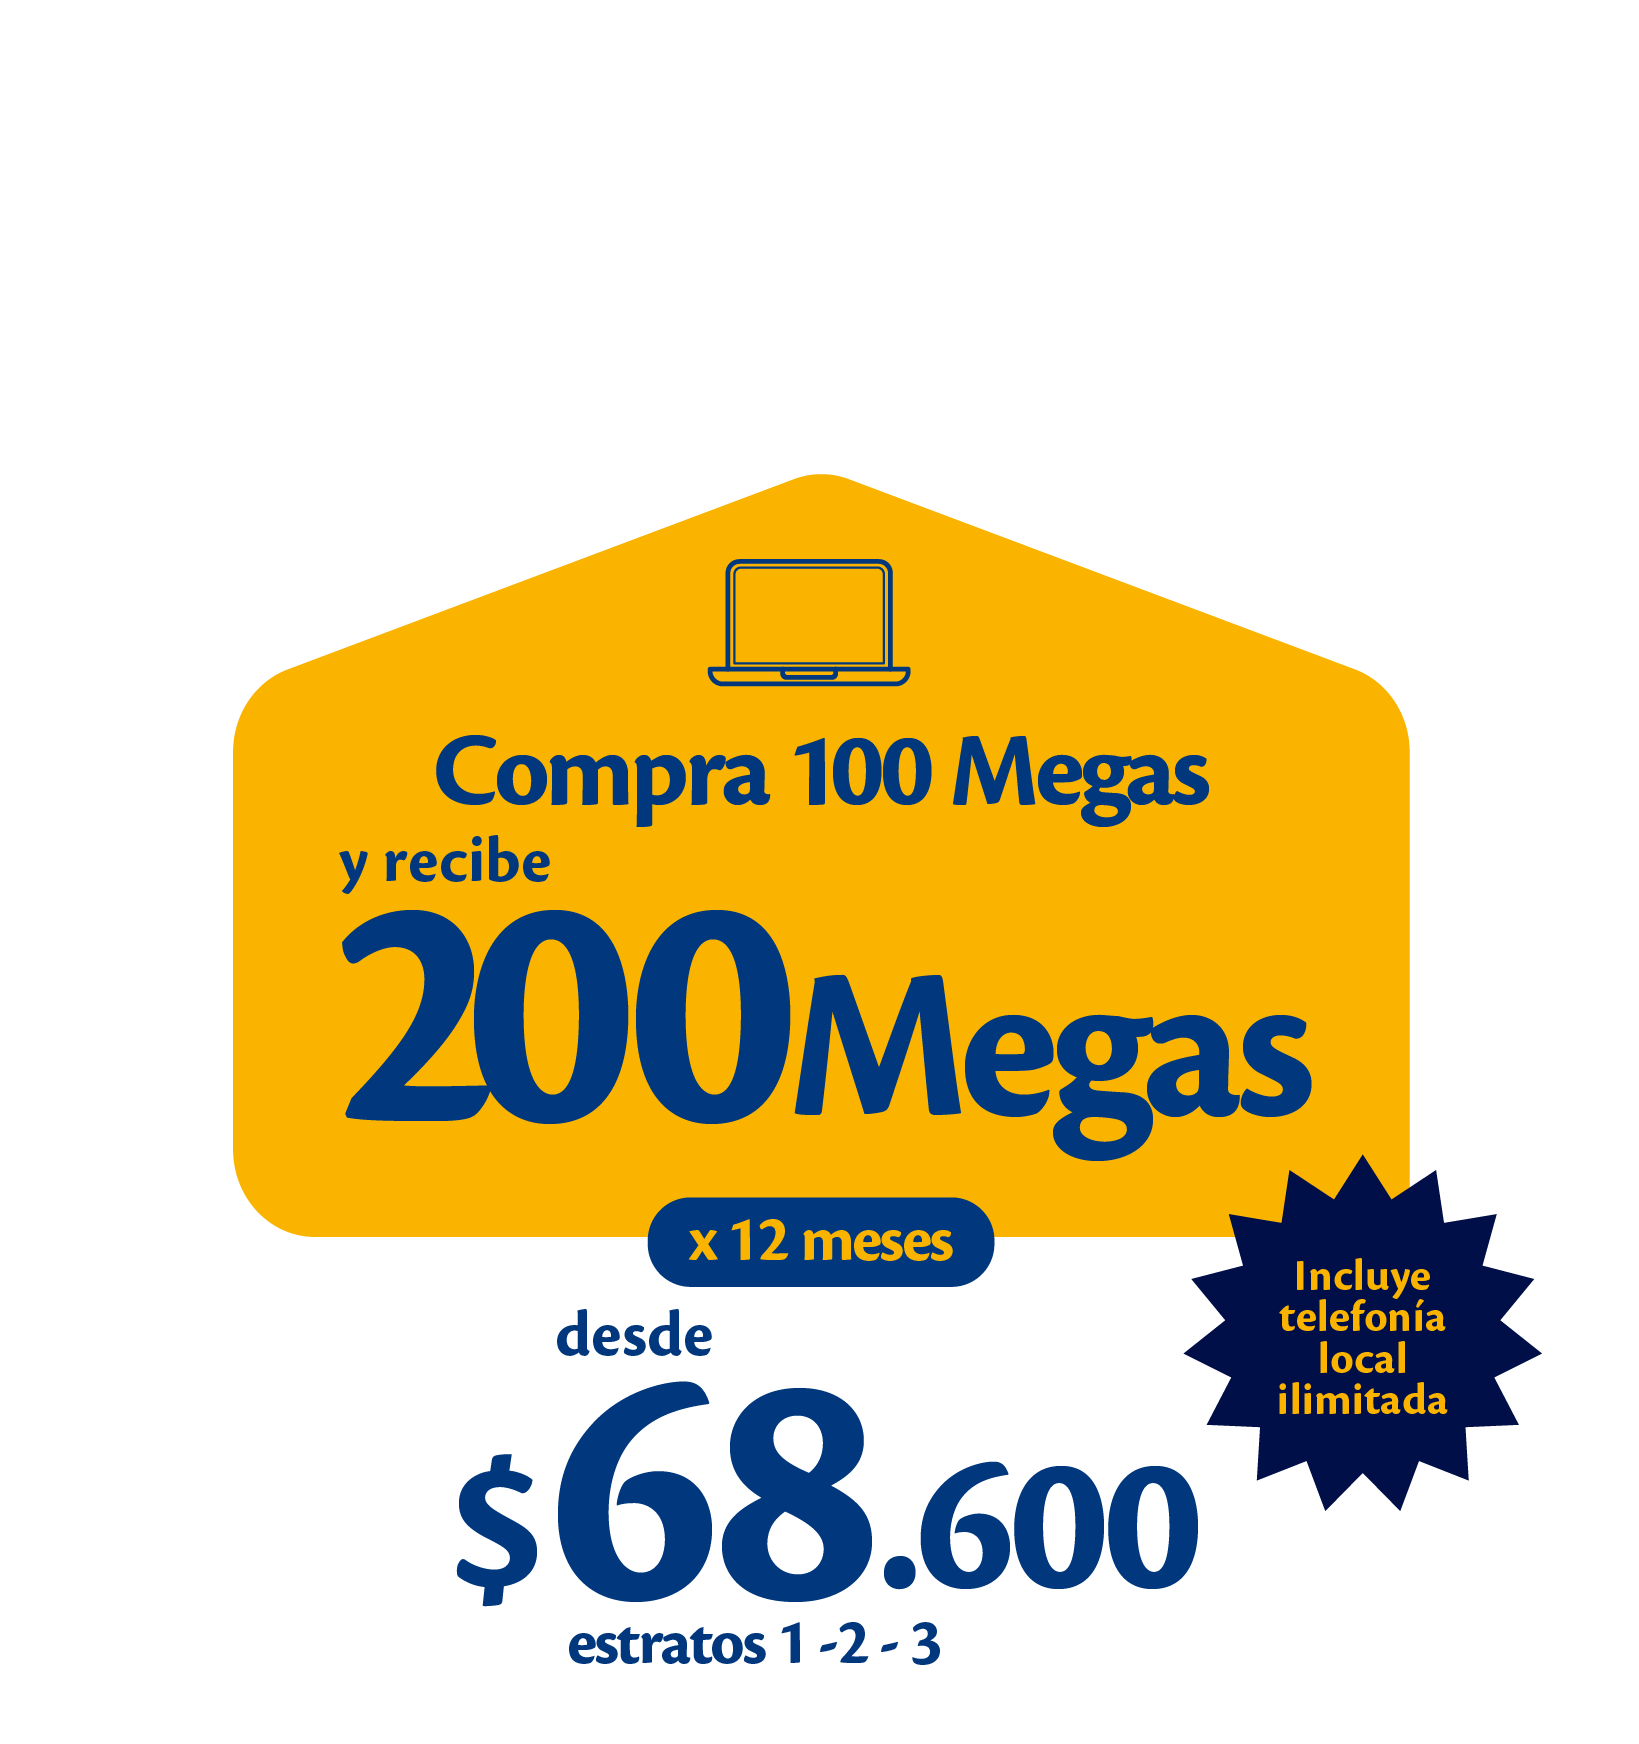 Compra 100 Megas
y recibe
200Megas
x 12 meses
desde
$68.600
estratos 1 -2 - 3
Incluye
telefonía
local
ilimitada